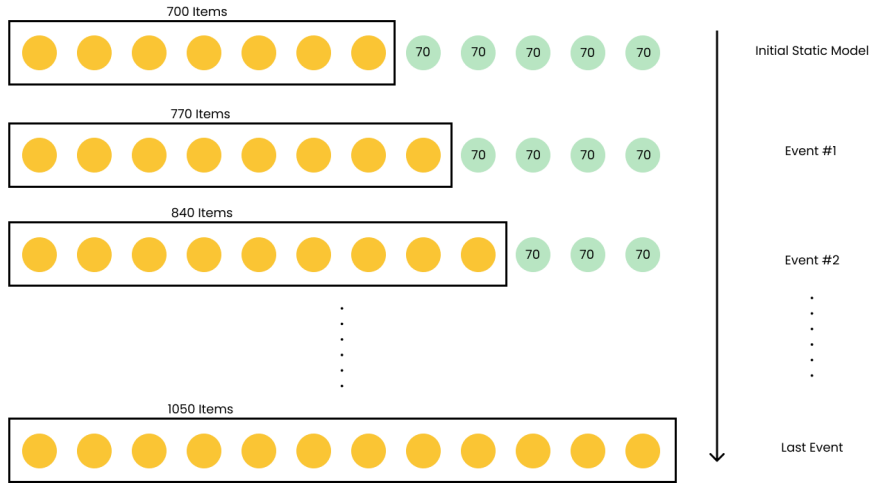 700 Items
70 70 70 70 70
Initial Static Model
770 Items
70 70 70 70
Event #1
840 Items
70 70 70
Event #2
1050 Items
Last Event